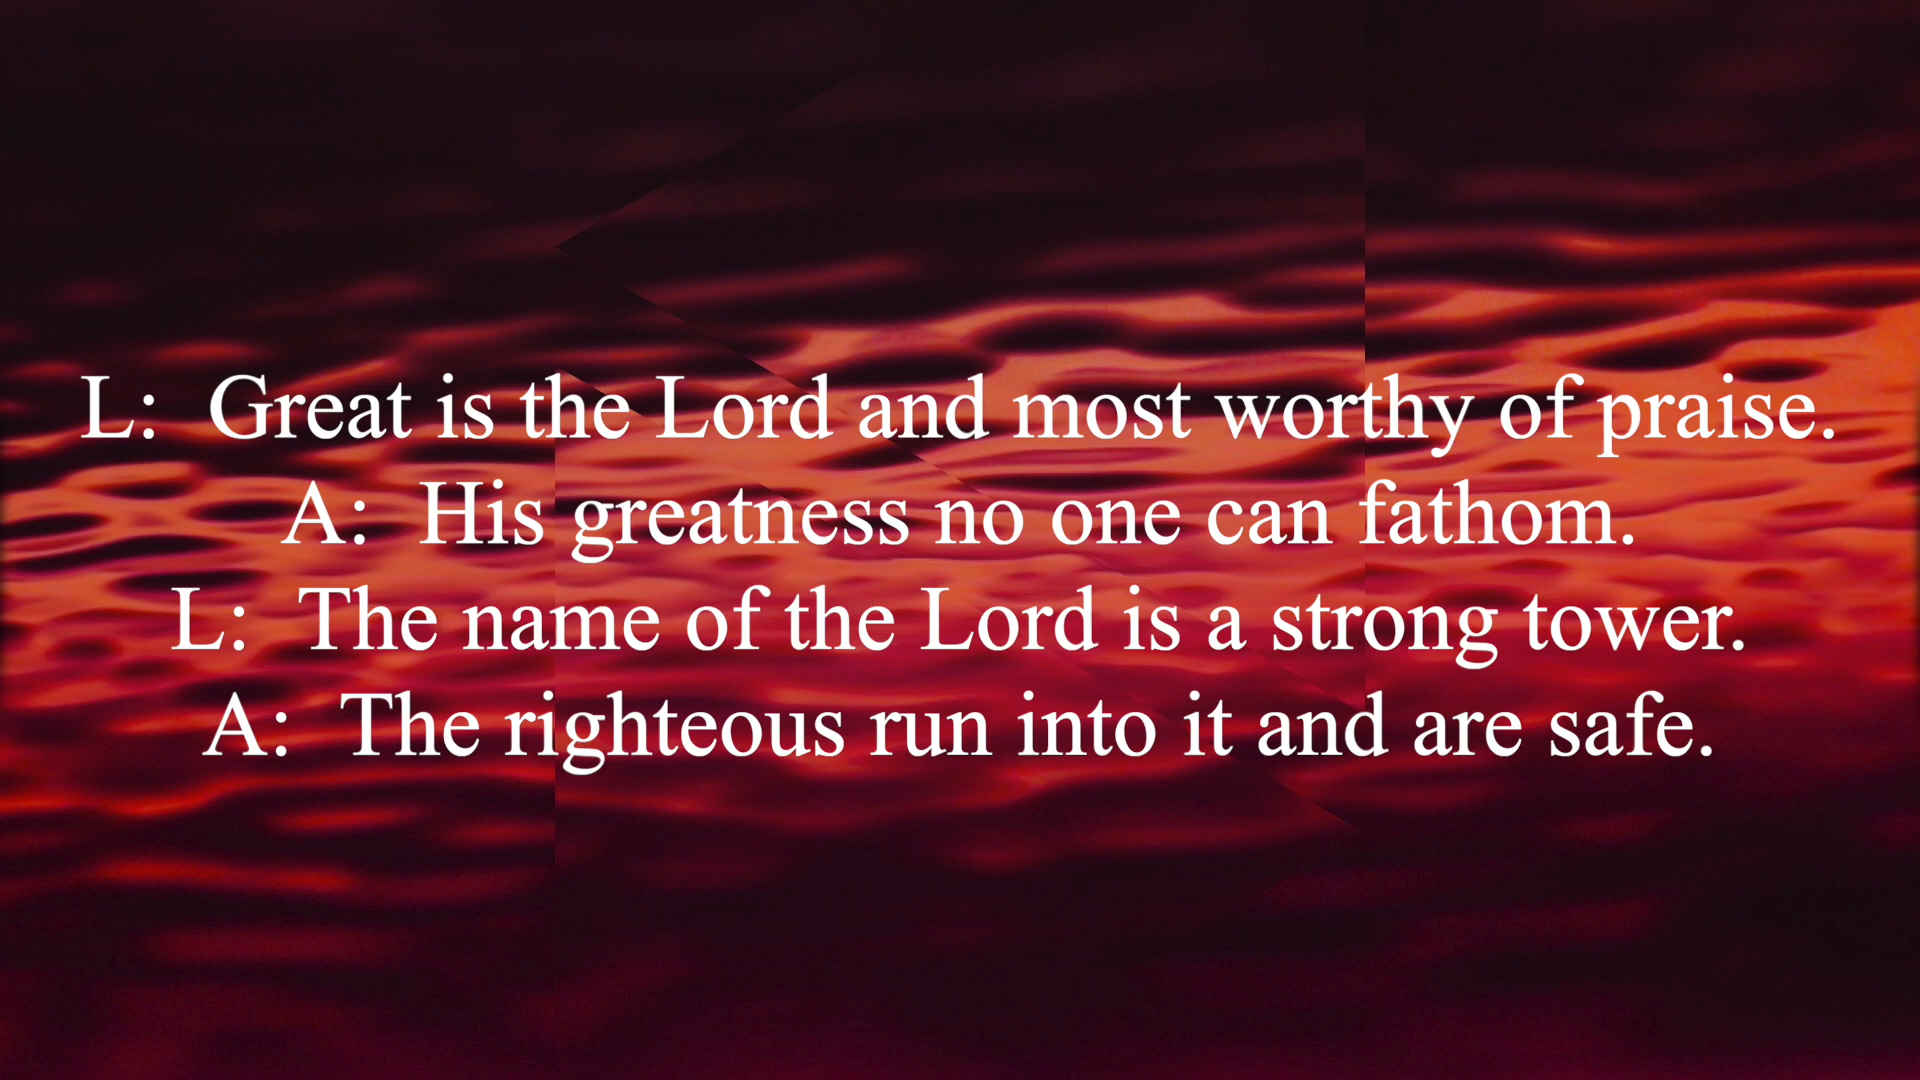 L:  Great is the Lord and most worthy of praise.
A:  His greatness no one can fathom.
L:  The name of the Lord is a strong tower.
A:  The righteous run into it and are safe.